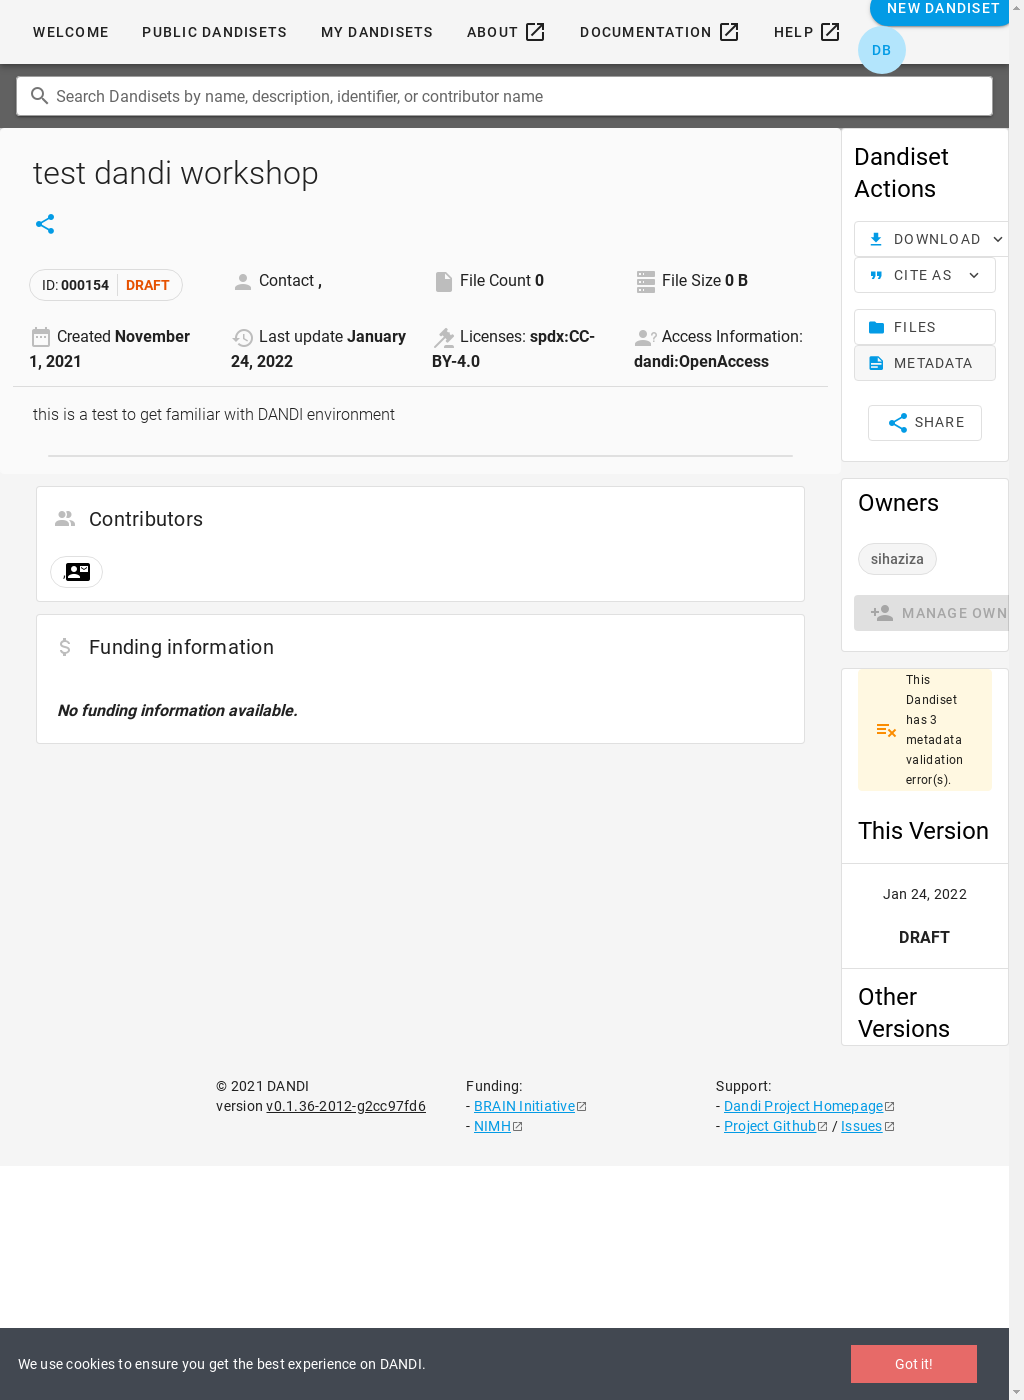 WELCOME PUBLIC DANDISETS MY DANDISETS ABOUT DOCUMENTATION HELP NEW DANDISET
DB
Search Dandisets by name, description, identifier, or contributor name
test dandi workshop
ID: 000154 DRAFT
Contact ,
File Count 0
File Size 0 B
Created November
1, 2021
Last update January
24, 2022
Licenses: spdx:CC-
BY-4.0
Access Information:
dandi:OpenAccess
this is a test to get familiar with DANDI environment
Contributors
,
Funding information
No funding information available.
Dandiset
Actions
DOWNLOAD
CITE AS
FILES
METADATA
SHARE
Owners
sihaziza
MANAGE OWN
This
Dandiset
has 3
metadata
validation
error(s).
This Version
Jan 24, 2022
DRAFT
Other
Versions
© 2021 DANDI
version v0.1.36-2012-g2cc97fd6
Funding:
- BRAIN Initiative
- NIMH
Support:
- Dandi Project Homepage
- Project Github / Issues
We use cookies to ensure you get the best experience on DANDI.
Got it!